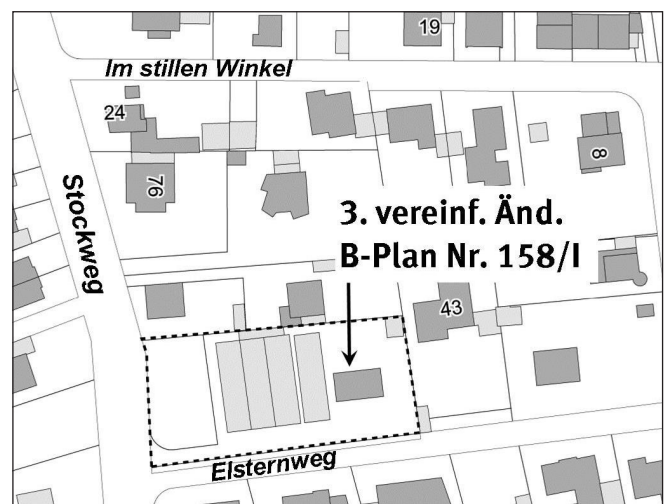 19
Im stillen Winkel
24
8
76
Stockweg
3. vereinf. Änd.
B-Plan Nr. 158/I
43
Elsternweg